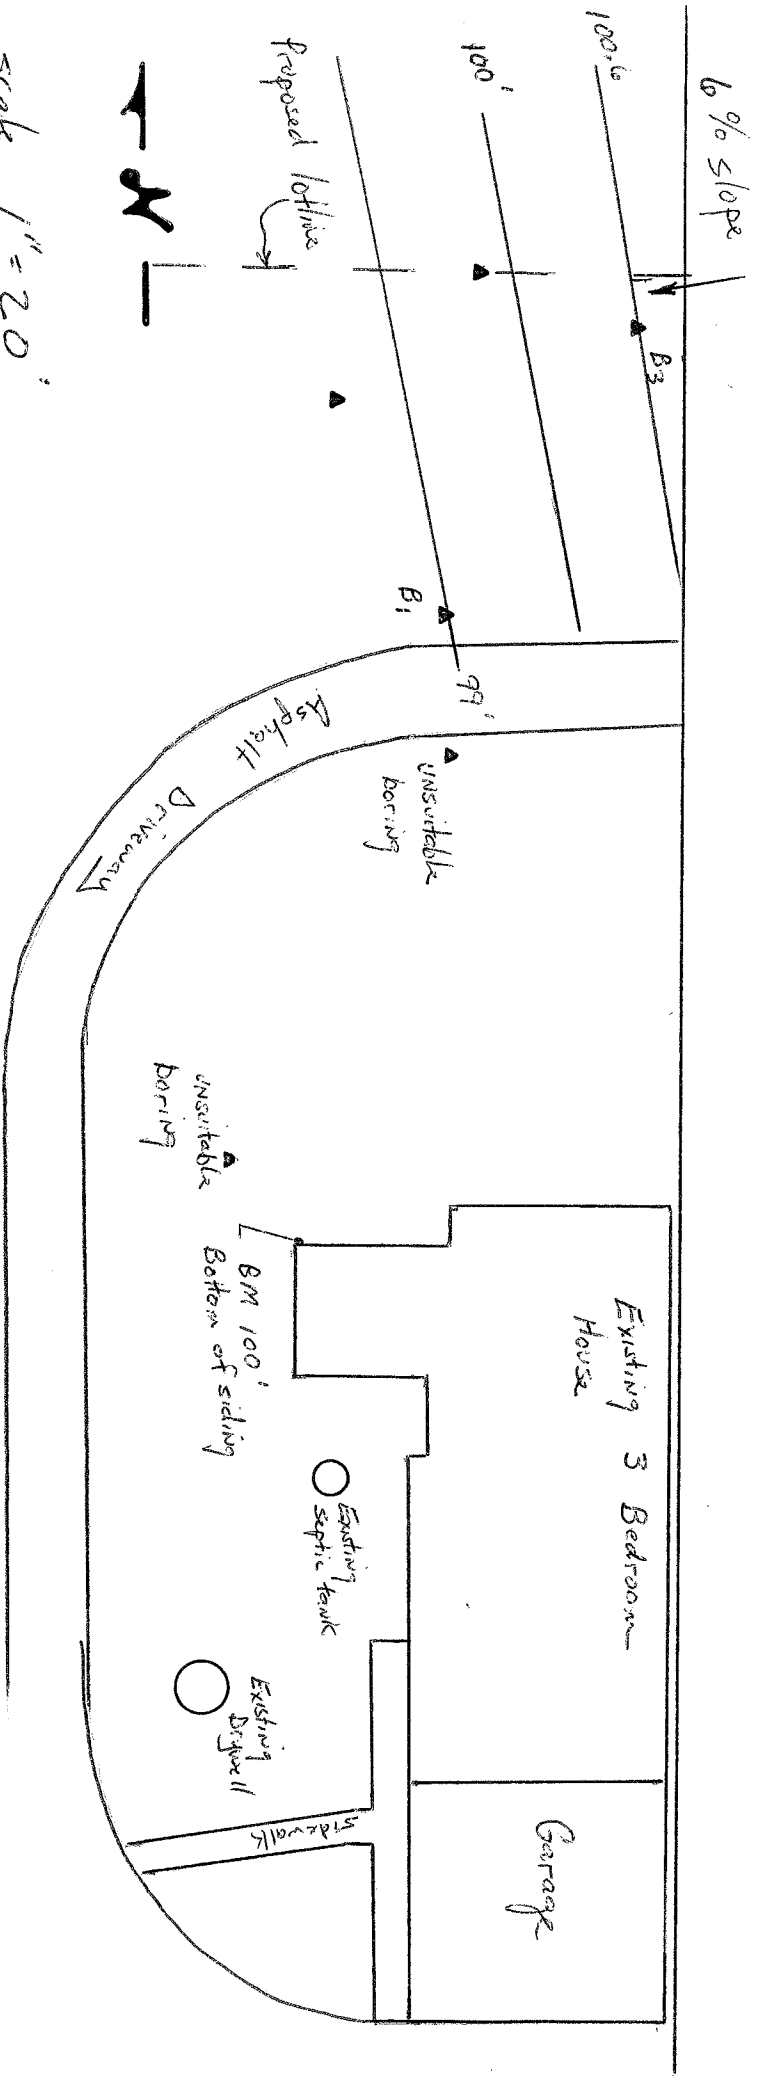 6% slope
100.6
100'
Proposed lotline
N
scale 1" = 20'
B3
B1
99'
Asphalt
Driveway
UNSuitable
boring
UNSuitable
boring
BM 100'
Bottom of siding
Existing 3 Bedroom
House
Existing
septic tank
Existing
Drywell
Sidewalk
Garage